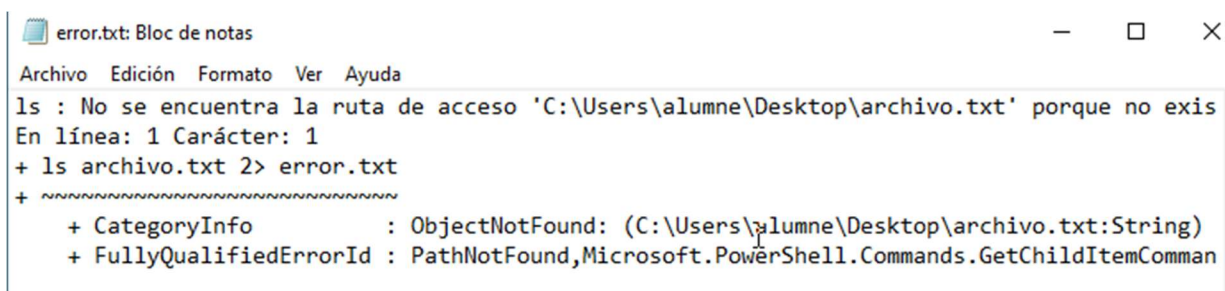 error.txt: Bloc de notas
Archivo Edición Formato Ver Ayuda
ls : No se encuentra la ruta de acceso 'C:\Users\alumne\Desktop\archivo.txt' porque no exis
En línea: 1 Carácter: 1
+ ls archivo.txt 2> error.txt
+ ~~~~~~~~~~~~~~~~~~~~~~~~~~~
    + CategoryInfo          : ObjectNotFound: (C:\Users\alumne\Desktop\archivo.txt:String)
    + FullyQualifiedErrorId : PathNotFound,Microsoft.PowerShell.Commands.GetChildItemComman